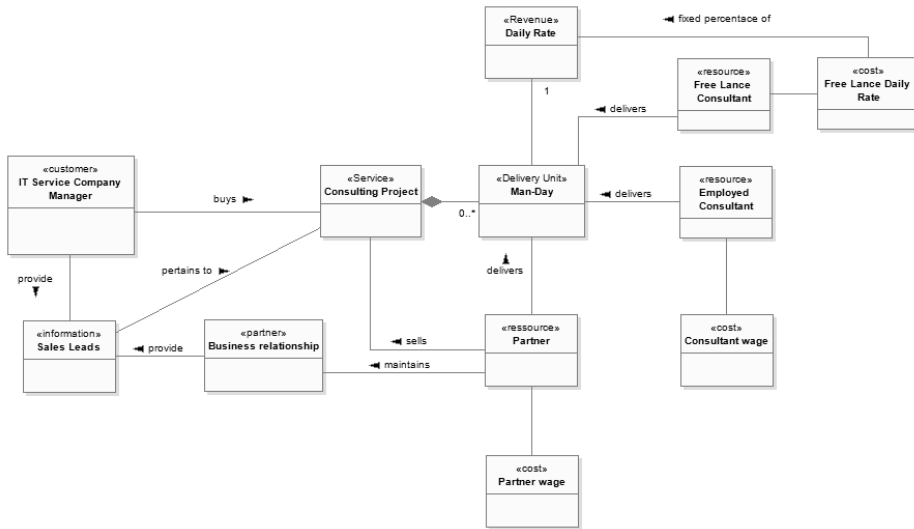 «Revenue»
Daily Rate
fixed percentace of
«resource»
Free Lance
Consultant
«cost»
Free Lance Daily
Rate
1
delivers
«customer»
IT Service Company
Manager
buys
«Service»
Consulting Project
0..*
«Delivery Unit»
Man-Day
delivers
«resource»
Employed
Consultant
provide
pertains to
delivers
«information»
Sales Leads
provide
«partner»
Business relationship
sells
maintains
«ressource»
Partner
«cost»
Consultant wage
«cost»
Partner wage